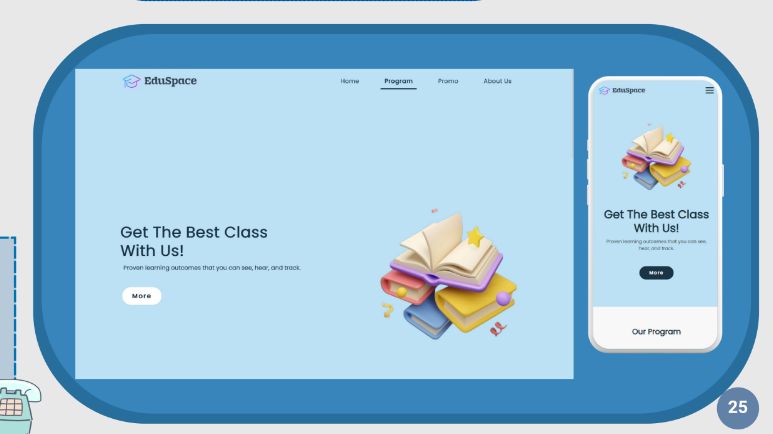 EduSpace
Home Program Promo About Us
Get The Best Class
With Us!
Proven learning outcomes that you can see, hear, and track.
More
EduSpace
Get The Best Class
With Us!
Proven learning outcomes that you can see,
hear, and track.
More
Our Program
25